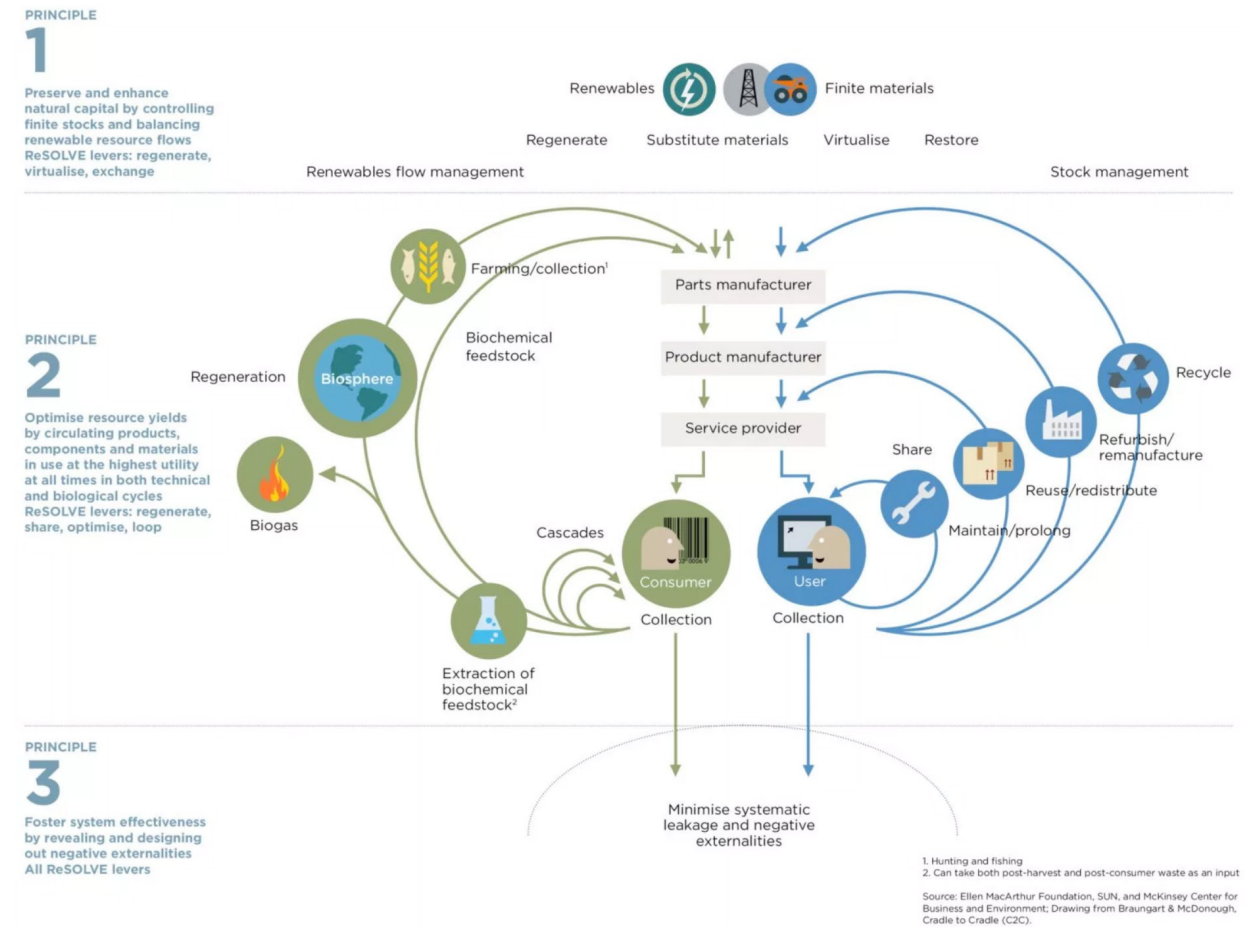 PRINCIPLE
1
Preserve and enhance
natural capital by controlling
finite stocks and balancing
renewable resource flows
ReSOLVE levers: regenerate,
virtualise, exchange
Renewables
Finite materials
Regenerate
Substitute materials
Virtualise
Restore
Renewables flow management
Stock management
PRINCIPLE
2
Optimise resource yields
by circulating products,
components and materials
in use at the highest utility
at all times in both technical
and biological cycles
ReSOLVE levers: regenerate,
share, optimise, loop
Farming/collection¹
Biochemical
feedstock
Regeneration
Biosphere
Biogas
Cascades
Extraction of
biochemical
feedstock²
Parts manufacturer
Product manufacturer
Service provider
Consumer
Collection
User
Collection
Share
Maintain/prolong
Reuse/redistribute
Refurbish/
remanufacture
Recycle
PRINCIPLE
3
Foster system effectiveness
by revealing and designing
out negative externalities
All ReSOLVE levers
Minimise systematic
leakage and negative
externalities
1. Hunting and fishing
2. Can take both post-harvest and post-consumer waste as an input
Source: Ellen MacArthur Foundation, SUN, and McKinsey Center for
Business and Environment; Drawing from Braungart & McDonough,
Cradle to Cradle (C2C).